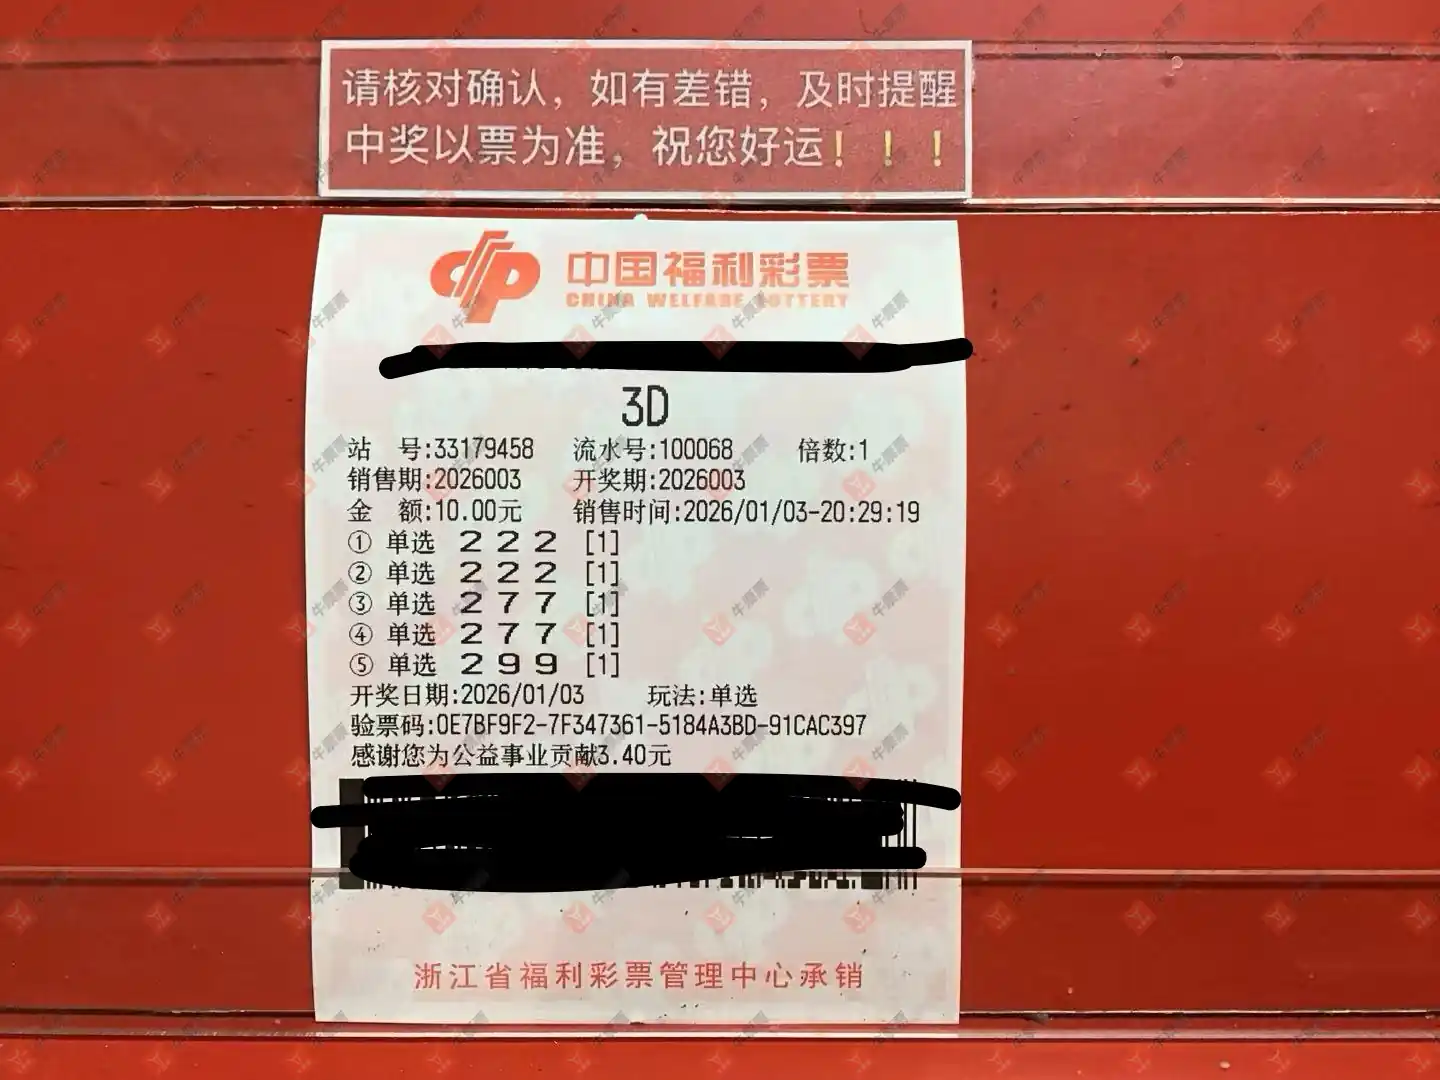 请核对确认，如有差错，及时提醒
中奖以票为准，祝您好运！！！
中国福利彩票
CHINA WELFARE LOTTERY
3D
站 号:33179458 流水号:100068 倍数:1
销售期:2026003 开奖期:2026003
金 额:10.00元 销售时间:2026/01/03-20:29:19
① 单选 2 2 2 [1]
② 单选 2 2 2 [1]
③ 单选 2 7 7 [1]
④ 单选 2 7 7 [1]
⑤ 单选 2 9 9 [1]
开奖日期:2026/01/03 玩法:单选
验票码:0E7BF9F2-7F347361-5184A3BD-91CAC397
感谢您为公益事业贡献3.40元
浙江省福利彩票管理中心承销
牛票票